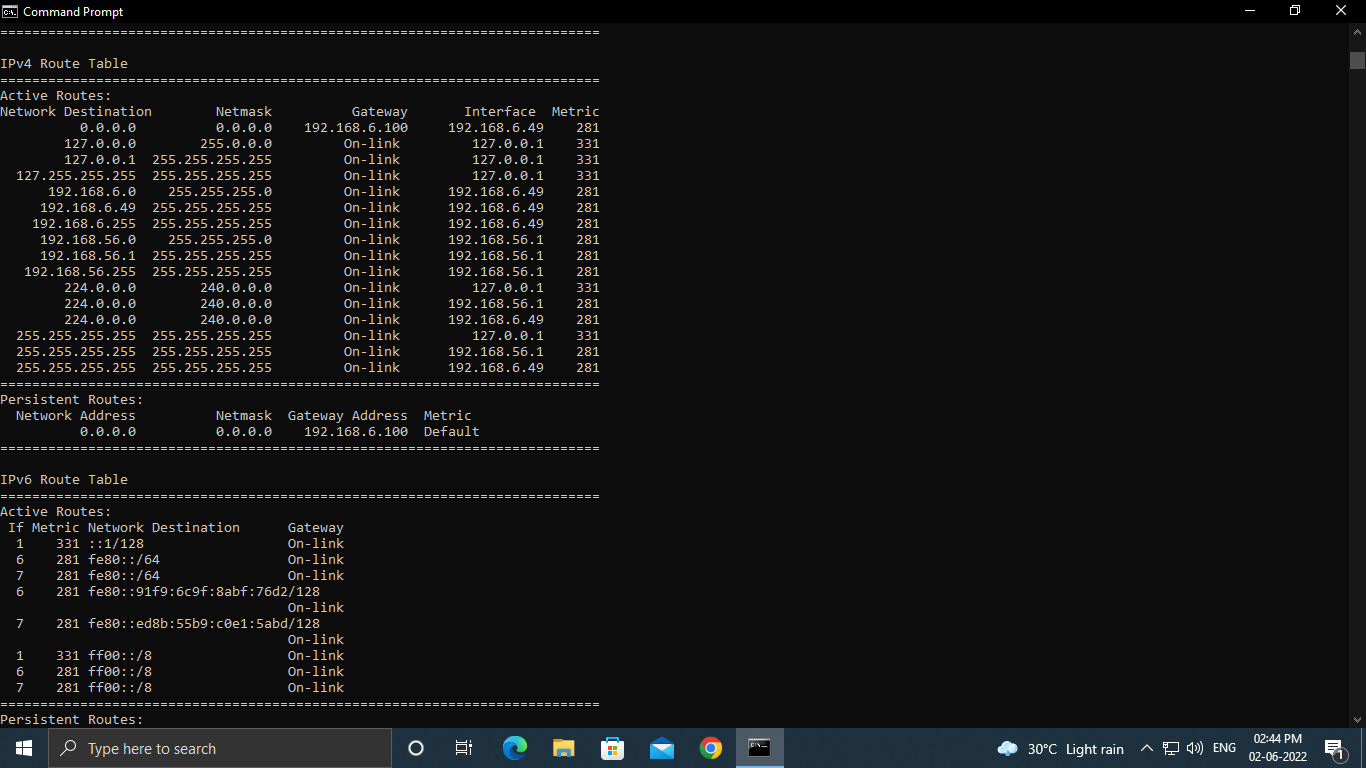 Command Prompt
===========================================================================

IPv4 Route Table
===========================================================================
Active Routes:
Network Destination        Netmask          Gateway       Interface  Metric
          0.0.0.0          0.0.0.0    192.168.6.100     192.168.6.49    281
        127.0.0.0        255.0.0.0         On-link         127.0.0.1    331
        127.0.0.1  255.255.255.255         On-link         127.0.0.1    331
  127.255.255.255  255.255.255.255         On-link         127.0.0.1    331
      192.168.6.0    255.255.255.0         On-link      192.168.6.49    281
     192.168.6.49  255.255.255.255         On-link      192.168.6.49    281
    192.168.6.255  255.255.255.255         On-link      192.168.6.49    281
     192.168.56.0    255.255.255.0         On-link      192.168.56.1    281
     192.168.56.1  255.255.255.255         On-link      192.168.56.1    281
   192.168.56.255  255.255.255.255         On-link      192.168.56.1    281
        224.0.0.0        240.0.0.0         On-link         127.0.0.1    331
        224.0.0.0        240.0.0.0         On-link      192.168.56.1    281
        224.0.0.0        240.0.0.0         On-link      192.168.6.49    281
  255.255.255.255  255.255.255.255         On-link         127.0.0.1    331
  255.255.255.255  255.255.255.255         On-link      192.168.56.1    281
  255.255.255.255  255.255.255.255         On-link      192.168.6.49    281
===========================================================================
Persistent Routes:
  Network Address          Netmask  Gateway Address  Metric
          0.0.0.0          0.0.0.0    192.168.6.100  Default
===========================================================================

IPv6 Route Table
===========================================================================
Active Routes:
 If Metric Network Destination      Gateway
  1    331 ::1/128                  On-link
  6    281 fe80::/64                On-link
  7    281 fe80::/64                On-link
  6    281 fe80::91f9:6c9f:8abf:76d2/128
                                    On-link
  7    281 fe80::ed8b:55b9:c0e1:5abd/128
                                    On-link
  1    331 ff00::/8                 On-link
  6    281 ff00::/8                 On-link
  7    281 ff00::/8                 On-link
===========================================================================
Persistent Routes:
Type here to search
30°C Light rain
ENG
02:44 PM
02-06-2022
1